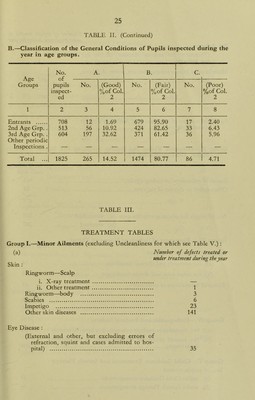 25
TABLE II. (Continued)
B.—Classification of the General Conditions of Pupils inspected during the
year in age groups.
Age Groups | No. of pupils inspected | A. | B. | C.
No. | (Good) %of Col. 2 | No. | (Fair) %of Col. 2 | No. | (Poor) %of Col. 2
1 | 2 | 3 | 4 | 5 | 6 | 7 | 8
Entrants ...... 708 12 1.69 679 95.90 17 2.40
2nd Age Grp. . 513 56 10.92 424 82.65 33 6.43
3rd Age Grp. . 604 197 32.62 371 61.42 36 5.96
Other periodic
Inspections.. — — — — — — —
Total ... 1825 265 14.52 1474 80.77 86 4.71
TABLE III.
TREATMENT TABLES
Group I.—Minor Ailments (excluding Uncleanliness for which see Table V.) :
(a) Number of defects treated or
under treatment during the year
Skin :
Ringworm—Scalp
i. X-ray treatment —
ii. Other treatment 1
Ringworm—body 3
Scabies 6
Impetigo 23
Other skin diseases 141
Eye Disease :
(External and other, but excluding errors of
refraction, squint and cases admitted to hos-
pital) 35